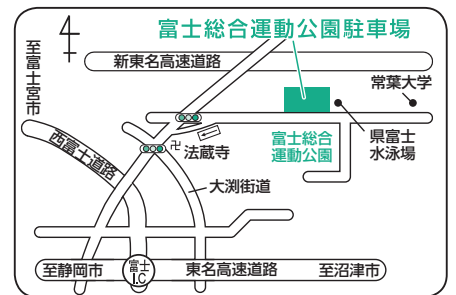 富士総合運動公園駐車場
至富士宮市
新東名高速道路
常葉大学
西富士道路
卍 法蔵寺
富士総合
運動公園
県富士
水泳場
大渕街道
至静岡市
富士
I.C
東名高速道路
至沼津市